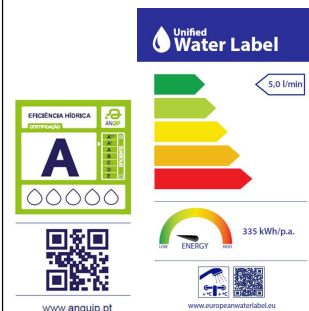 Unified
Water Label
5,0 l/min
EFICIÊNCIA HÍDRICA
CERTIFICAÇÃO
ANQIP
A
A++
A+
A
B
C
D
E
LOW
ENERGY
HIGH
335 kWh/p.a.
www.anquip.pt
www.europeanwaterlabel.eu